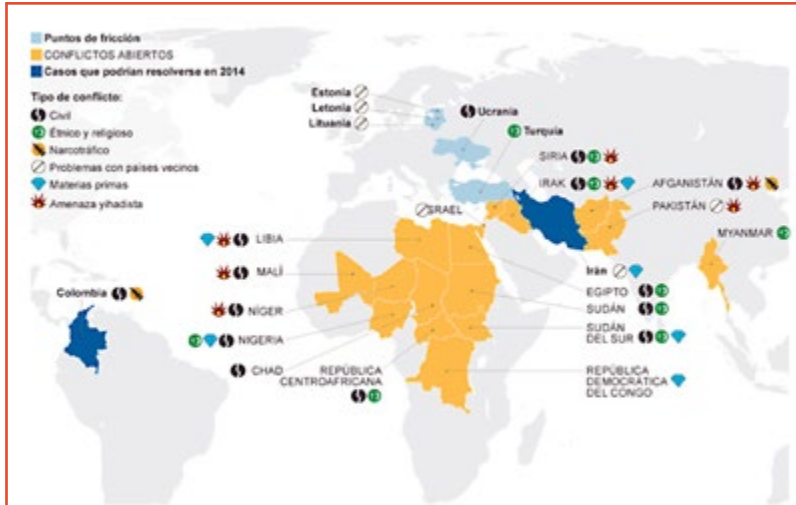 Puntos de fricción
CONFLICTOS ABIERTOS
Casos que podrían resolverse en 2014
Tipo de conflicto:
Civil
Étnico y religioso
Narcotráfico
Problemas con países vecinos
Materias primas
Amenaza yihadista
Estonia
Letonia
Lituania
Ucrania
Turquía
SIRIA
IRAK
AFGANISTÁN
PAKISTÁN
ISRAEL
MYANMAR
LIBIA
MALÍ
Irán
EGIPTO
Colombia
NÍGER
SUDÁN
NIGERIA
SUDÁN
DEL SUR
CHAD
REPÚBLICA
CENTROAFRICANA
REPÚBLICA
DEMOCRÁTICA
DEL CONGO